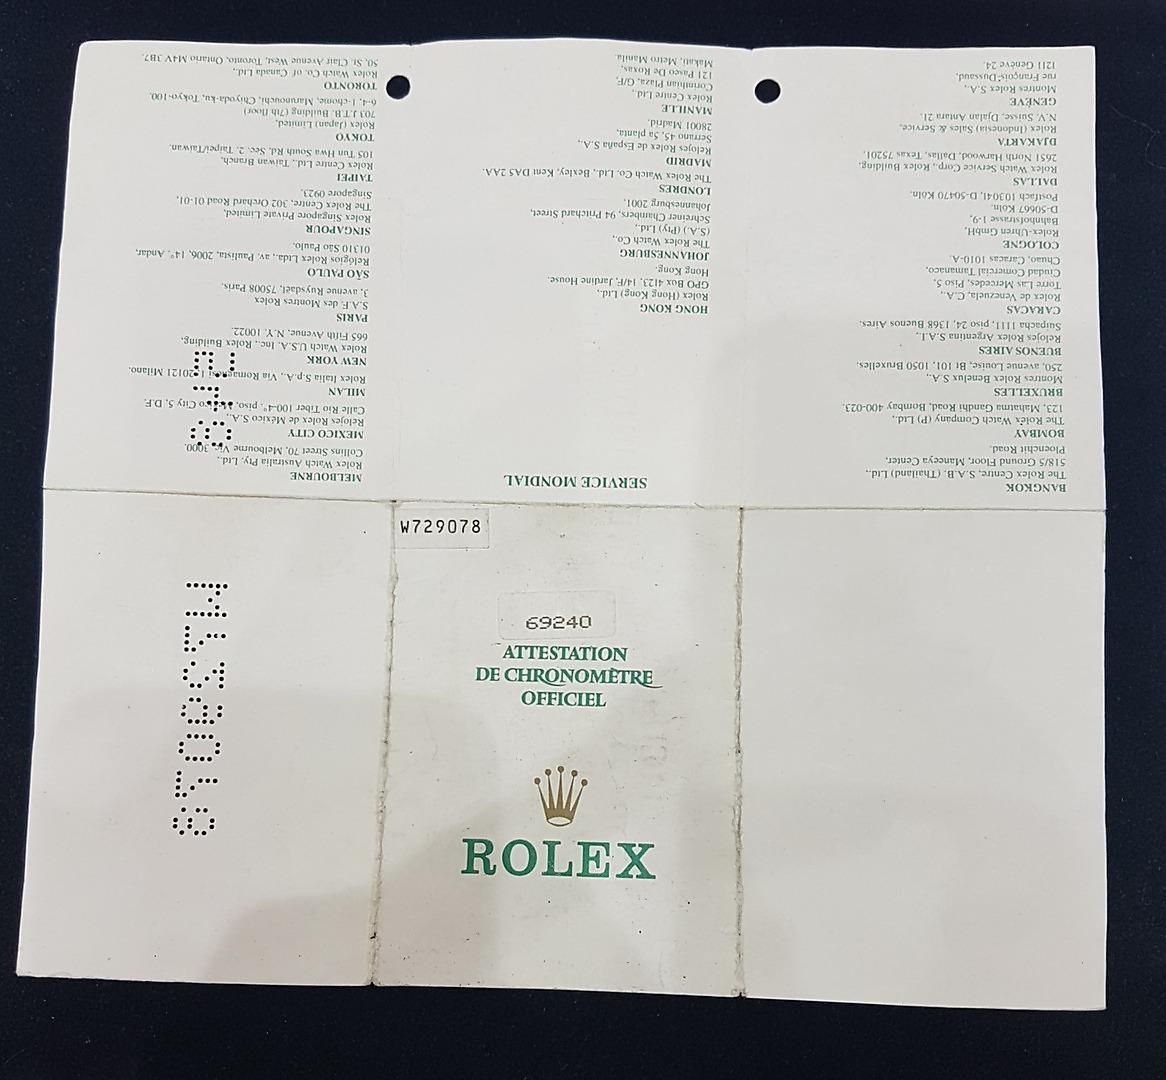 W729078
69240
ATTESTATION
DE CHRONOMÈTRE
OFFICIEL
ROLEX
SERVICE MONDIAL
BANGKOK
The Rolex Centre, S.A.B. (Thailand) Ltd.,
518/5 Ground Floor, Maneeya Center,
Ploenchit Road.
BOMBAY
The Rolex Watch Company (P) Ltd.,
123, Mahatma Gandhi Road, Bombay 400-023.
BRUXELLES
Montres Rolex Benelux S.A.,
250, avenue Louise, Bt 101, 1050 Bruxelles.
BUENOS AIRES
Relojes Rolex Argentina S.A.I.,
Suipacha 1111, piso 24, 1368 Buenos Aires.
CARACAS
Rolex de Venezuela, C.A.,
Torre Las Mercedes, Piso 5,
Ciudad Comercial Tamanaco,
Chuao, Caracas 1010-A.
COLOGNE
Rolex-Uhren GmbH,
Bahnhofstrasse 1-9,
D-50667 Köln.
Postfach 103041, D-50470 Köln.
DALLAS
Rolex Watch Service Corp., Rolex Building,
2651 North Harwood, Dallas, Texas 75201.
DJAKARTA
Rolex (Indonesia) Sales & Service,
N.V. Suisse, Djalan Antara 21.
GENÈVE
Montres Rolex S.A.,
rue François-Dussaud,
1211 Genève 24.
HONG KONG
Rolex (Hong Kong) Ltd.,
GPO Box 4123, 14/F Jardine House.
Hong Kong.
JOHANNESBURG
The Rolex Watch Co.,
(S.A.) (Pty) Ltd.,
Schreiner Chambers, 94 Pritchard Street,
Johannesburg 2001.
LONDRES
The Rolex Watch Co., Ltd., Bexley, Kent DA5 2AA.
MADRID
Relojes Rolex de España S.A.,
Serrano 45, 5a planta,
28001 Madrid.
MANILLE
Rolex Centre Ltd.,
Corinthian Plaza, G/F,
121 Paseo De Roxas,
Makati, Metro Manila.
MELBOURNE
Rolex Watch Australia Pty. Ltd.,
Collins Street 70, Melbourne Vic. 3000.
MEXICO CITY
Relojes Rolex de México S.A.,
Calle Rio Tiber 100-4°. piso, México City 5, D.F.
MILAN
Rolex Italia S.p.A., Via Romagnosi 1, 20121 Milano.
NEW YORK
Rolex Watch U.S.A. Inc., Rolex Building,
665 Fifth Avenue, N.Y. 10022.
PARIS
S.A.F. des Montres Rolex
3, avenue Ruysdaël, 75008 Paris.
SÃO PAULO
Relógios Rolex Ltda., av. Paulista, 2006, 14°. Andar,
01310 São Paulo.
SINGAPOUR
Rolex Singapore Private Limited,
The Rolex Centre, 302 Orchard Road 01-01,
Singapore 0923.
TAIPEI
Rolex Centre Ltd., Taiwan Branch,
105 Tun Hwa South Rd, Sec. 2, Taipei/Taiwan.
TOKYO
Rolex (Japan) Limited,
703 J.T.B. Building (7th floor)
6-4, 1-chome, Marunouchi, Chiyoda-ku, Tokyo-100.
TORONTO
Rolex Watch Co. of Canada Ltd.,
50, St. Clair Avenue West, Toronto, Ontario M4V 3B7.